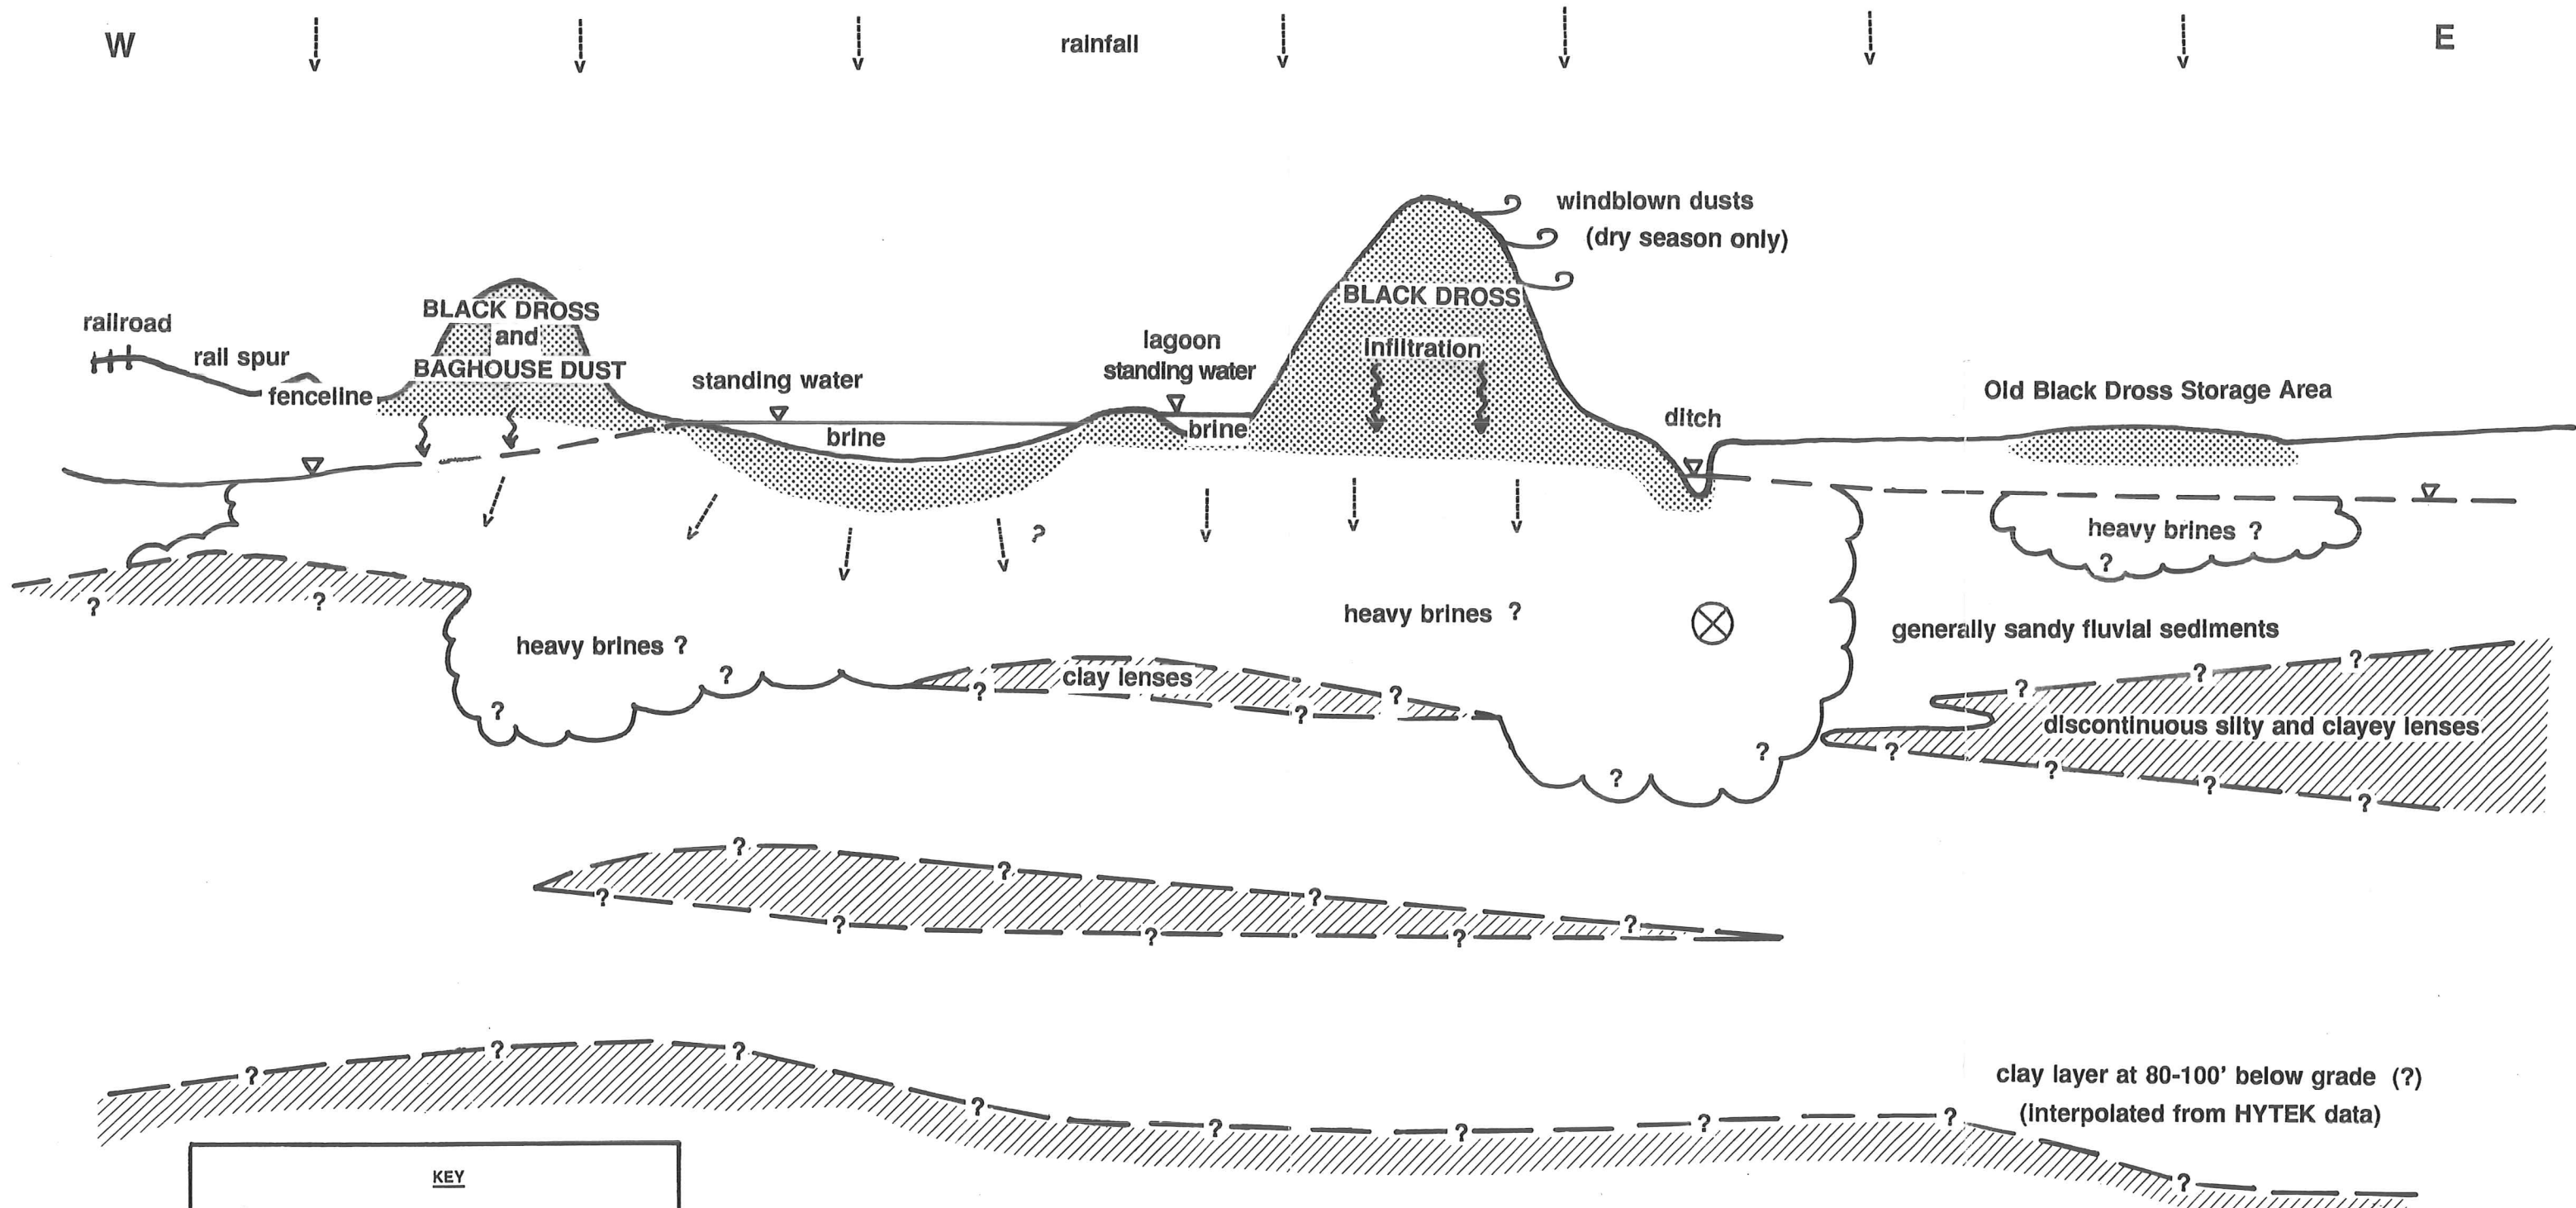 W
rainfall
E
windblown dusts
(dry season only)
BLACK DROSS
and
BAGHOUSE DUST
BLACK DROSS
infiltration
railroad
rail spur
fenceline
standing water
brine
lagoon
standing water
brine
ditch
Old Black Dross Storage Area
?
heavy brines ?
?
heavy brines ?
generally sandy fluvial sediments
? ?
heavy brines ?
?
?
clay lenses
?
?
?
?
?
?
? ? ?
discontinuous silty and clayey lenses
? ? ? ?
? ? ? ?
? ? ? ?
clay layer at 80-100' below grade (?)
(interpolated from HYTEK data)
? ? ? ? ? ? ? ? ?
KEY